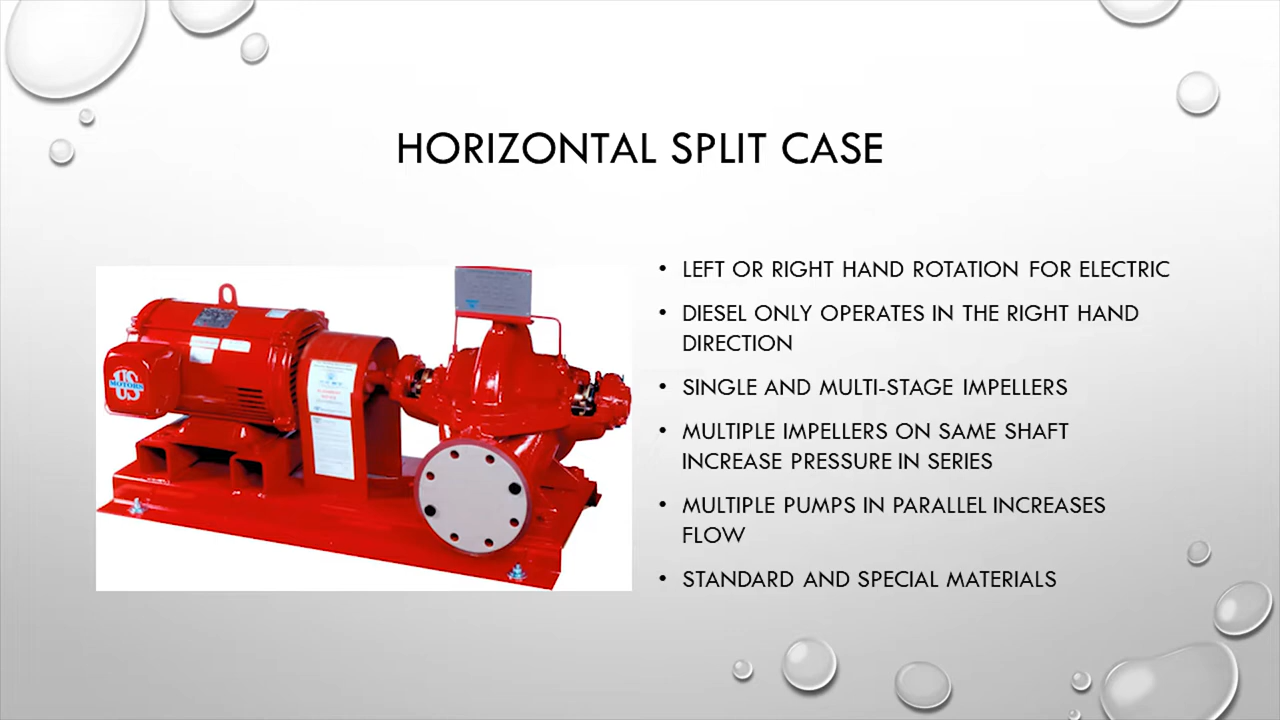 HORIZONTAL SPLIT CASE
• LEFT OR RIGHT HAND ROTATION FOR ELECTRIC
• DIESEL ONLY OPERATES IN THE RIGHT HAND
DIRECTION
• SINGLE AND MULTI-STAGE IMPELLERS
• MULTIPLE IMPELLERS ON SAME SHAFT
INCREASE PRESSURE IN SERIES
• MULTIPLE PUMPS IN PARALLEL INCREASES
FLOW
• STANDARD AND SPECIAL MATERIALS
US
MOTORS